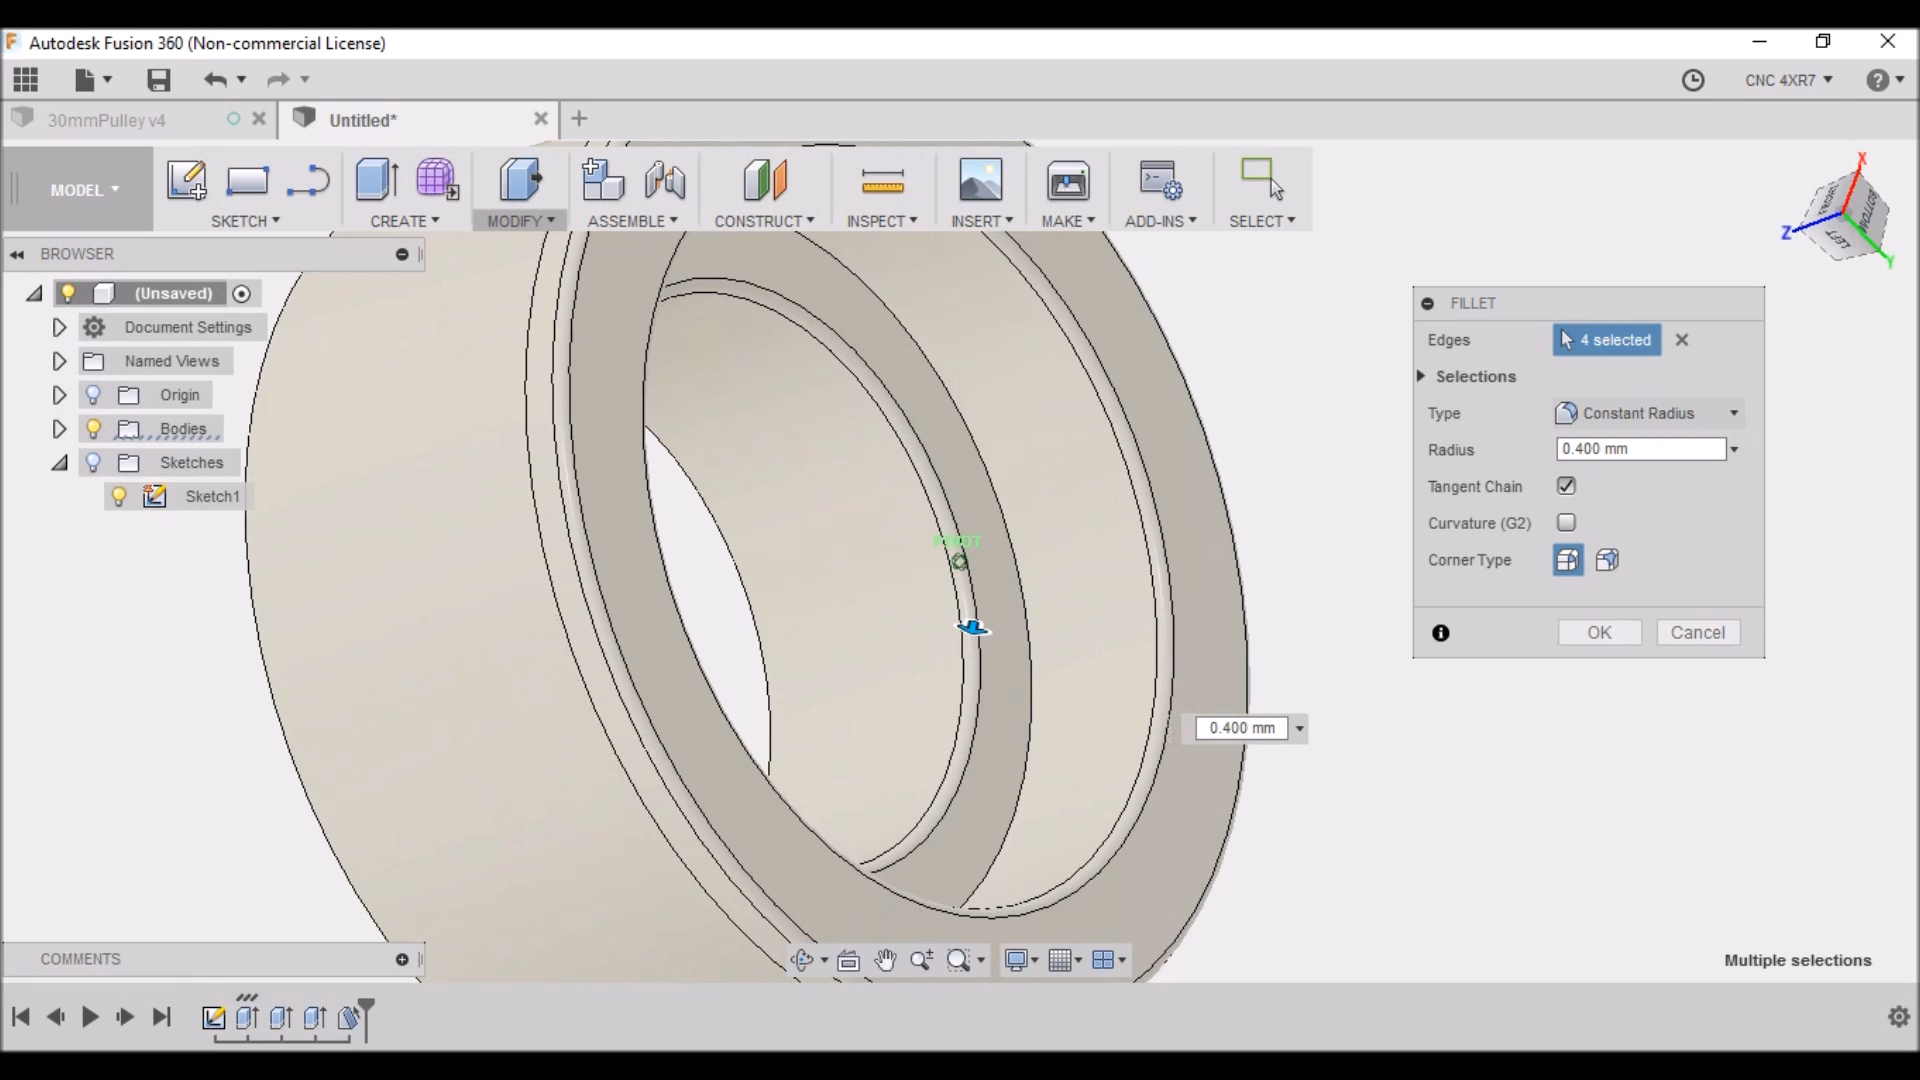 Autodesk Fusion 360 (Non-commercial License)
CNC 4XR7
30mmPulley v4
Untitled*
MODEL
SKETCH
CREATE
MODIFY
ASSEMBLE
CONSTRUCT
INSPECT
INSERT
MAKE
ADD-INS
SELECT
X
Z
Y
LEFT
BOTTOM
BROWSER
(Unsaved)
Document Settings
Named Views
Origin
Bodies
Sketches
Sketch1
FILLET
Edges
4 selected
Selections
Type
Constant Radius
Radius
0.400 mm
Tangent Chain
Curvature (G2)
Corner Type
OK
Cancel
PIVOT
0.400 mm
COMMENTS
Multiple selections